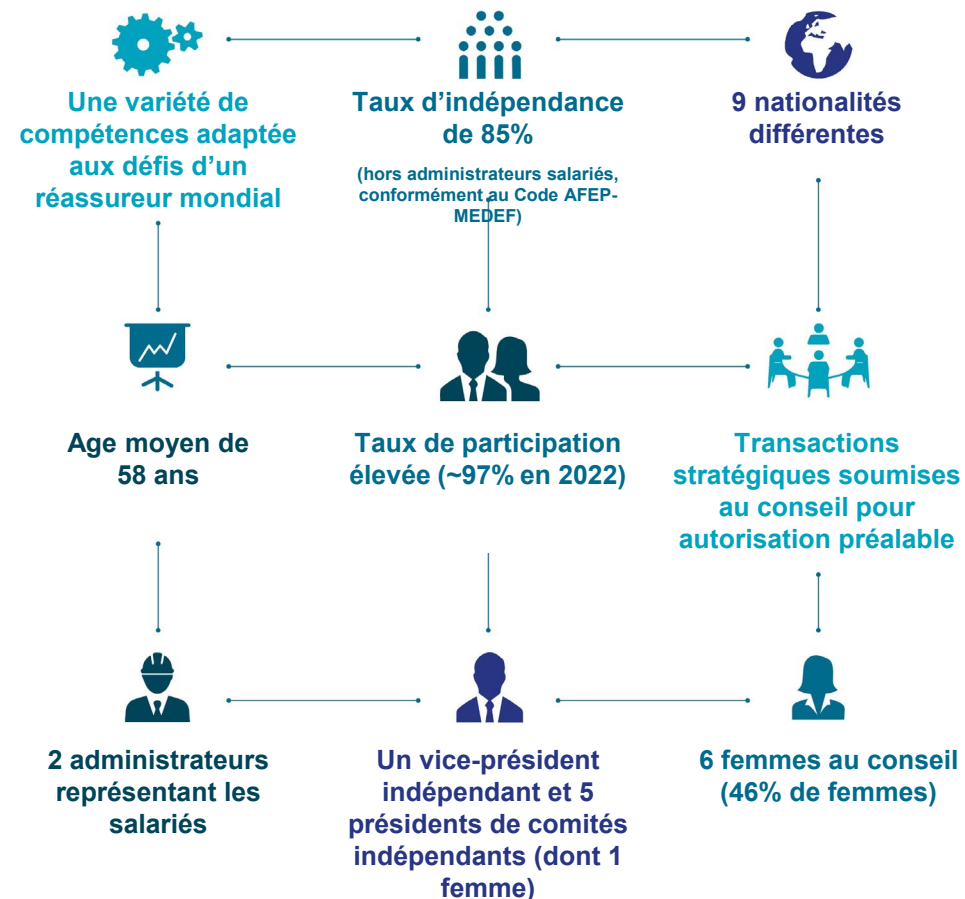 Une variété de
compétences adaptée
aux défis d’un
réassureur mondial
Taux d’indépendance
de 85%
(hors administrateurs salariés,
conformément au Code AFEP-
MEDEF)
9 nationalités
différentes
Age moyen de
58 ans
Taux de participation
élevée (~97% en 2022)
Transactions
stratégiques soumises
au conseil pour
autorisation préalable
2 administrateurs
représentant les
salariés
Un vice-président
indépendant et 5
présidents de comités
indépendants (dont 1
femme)
6 femmes au conseil
(46% de femmes)